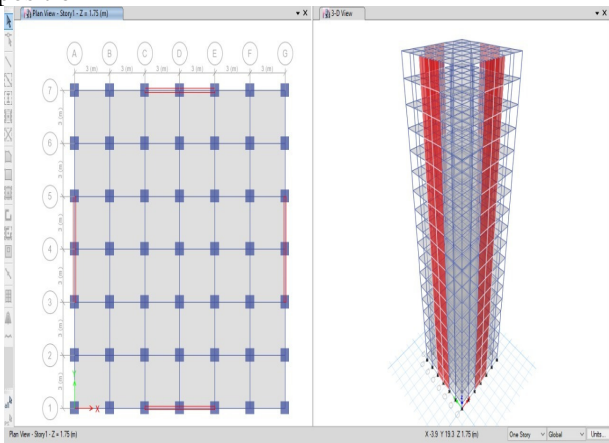 Plan View - Story1 - Z = 1.75 (m)
3-D View
A B C D E F G
3 (m) 3 (m) 3 (m) 3 (m) 3 (m) 3 (m)
7
3 (m)
6
3 (m)
5
3 (m)
4
3 (m)
3
3 (m)
2
3 (m)
1
Y
X
Plan View - Story1 - Z = 1.75 (m)
X -3.9 Y 19.3 Z 1.75 (m)
One Story
Global
Units...